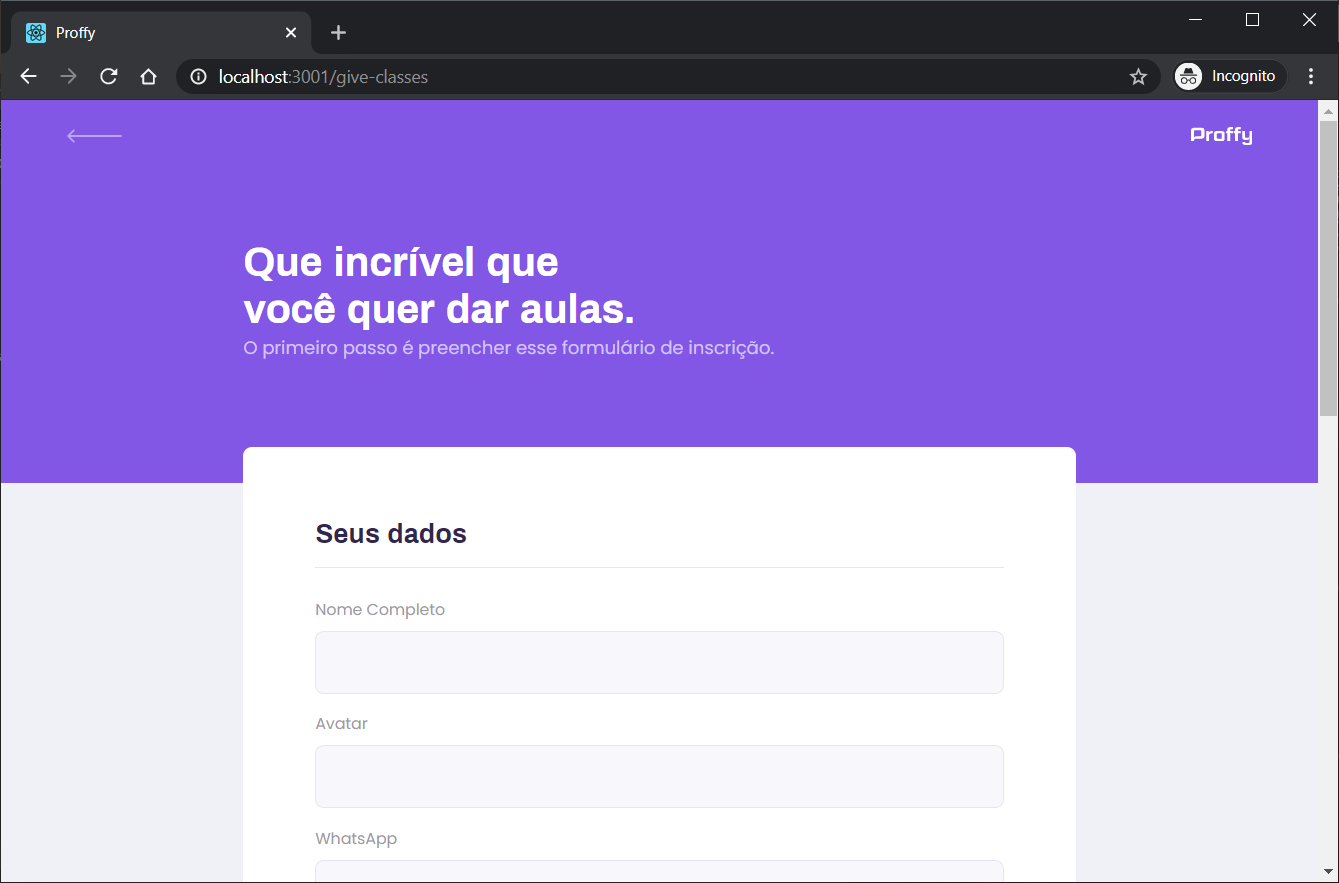 Proffy
localhost:3001/give-classes
Incognito
Proffy
Que incrível que
você quer dar aulas.
O primeiro passo é preencher esse formulário de inscrição.
Seus dados
Nome Completo
Avatar
WhatsApp